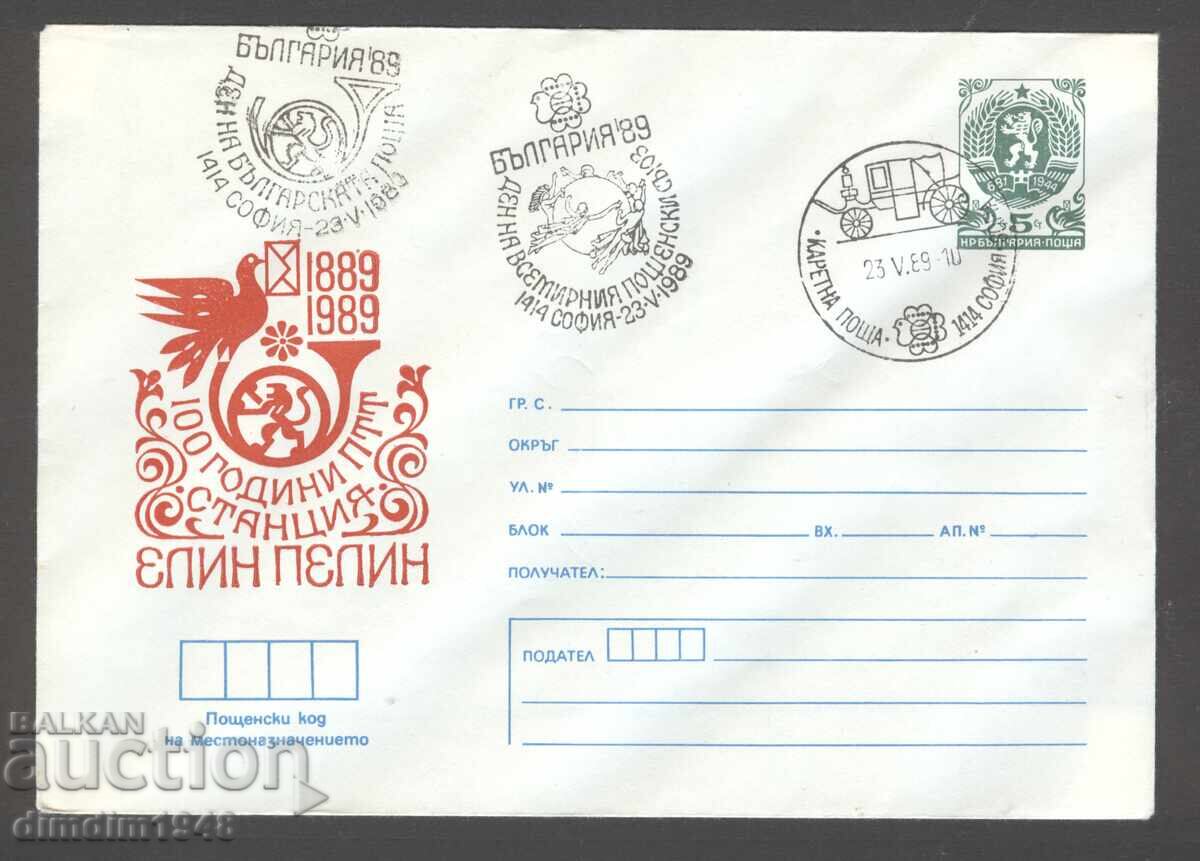 БЪЛГАРИЯ'89
ДЕН НА БЪЛГАРСКАТА ПОЩА
1414 СОФИЯ-23·V·1989
БЪЛГАРИЯ'89
ДЕН НА ВСЕМИРНИЯ ПОЩЕНСКИ СЪЮЗ
1414 СОФИЯ-23·V·1989
23 V.89-10
·КАРЕТНА ПОЩА·
1414 СОФИЯ
681 1944
5
НР БЪЛГАРИЯ·ПОЩА
1889
1989
100 ГОДИНИ ПТТ
СТАНЦИЯ
ЕЛИН ПЕЛИН
ГР. С.
ОКРЪГ
УЛ. №
БЛОК ВХ. АП. №
ПОЛУЧАТЕЛ:
ПОДАТЕЛ
Пощенски код
на местоназначението
BALKAN
auction
dimdim1948